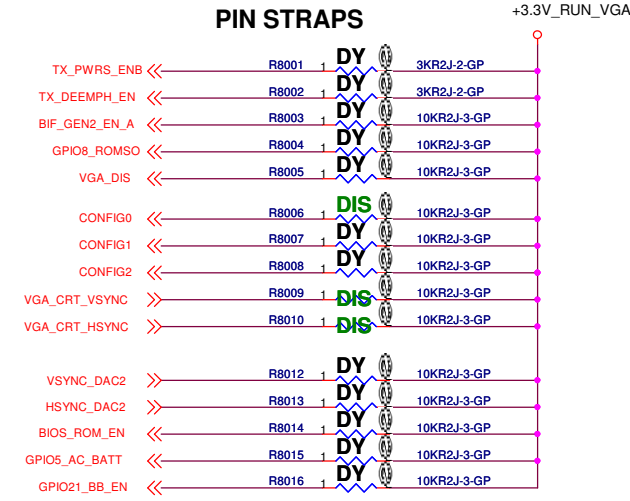 PIN STRAPS
+3.3V_RUN_VGA
TX_PWRS_ENB R8001 1 DY 3KR2J-2-GP
TX_DEEMPH_EN R8002 1 DY 3KR2J-2-GP
BIF_GEN2_EN_A R8003 1 DY 10KR2J-3-GP
GPIO8_ROMSO R8004 1 DY 10KR2J-3-GP
VGA_DIS R8005 1 DY 10KR2J-3-GP
CONFIG0 R8006 1 DIS 10KR2J-3-GP
CONFIG1 R8007 1 DY 10KR2J-3-GP
CONFIG2 R8008 1 DY 10KR2J-3-GP
VGA_CRT_VSYNC R8009 1 DIS 10KR2J-3-GP
VGA_CRT_HSYNC R8010 1 DIS 10KR2J-3-GP
VSYNC_DAC2 R8012 1 DY 10KR2J-3-GP
HSYNC_DAC2 R8013 1 DY 10KR2J-3-GP
BIOS_ROM_EN R8014 1 DY 10KR2J-3-GP
GPIO5_AC_BATT R8015 1 DY 10KR2J-3-GP
GPIO21_BB_EN R8016 1 DY 10KR2J-3-GP